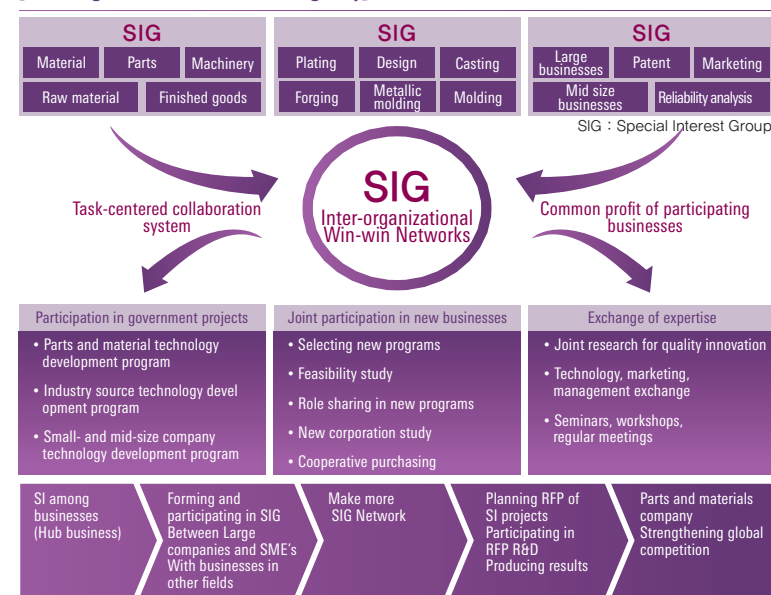 SIG
Material
Parts
Machinery
Raw material
Finished goods
SIG
Plating
Design
Casting
Forging
Metallic
molding
Molding
SIG
Large
businesses
Patent
Marketing
Mid size
businesses
Reliability analysis
SIG : Special Interest Group
SIG
Inter-organizational
Win-win Networks
Task-centered collaboration
system
Common profit of participating
businesses
Participation in government projects
• Parts and material technology
development program
• Industry source technology devel
opment program
• Small- and mid-size company
technology development program
Joint participation in new businesses
• Selecting new programs
• Feasibility study
• Role sharing in new programs
• New corporation study
• Cooperative purchasing
Exchange of expertise
• Joint research for quality innovation
• Technology, marketing,
management exchange
• Seminars, workshops,
regular meetings
SI among
businesses
(Hub business)
Forming and
participating in SIG
Between Large
companies and SME's
With businesses in
other fields
Make more
SIG Network
Planning RFP of
SI projects
Participating in
RFP R&D
Producing results
Parts and materials
company
Strengthening global
competition